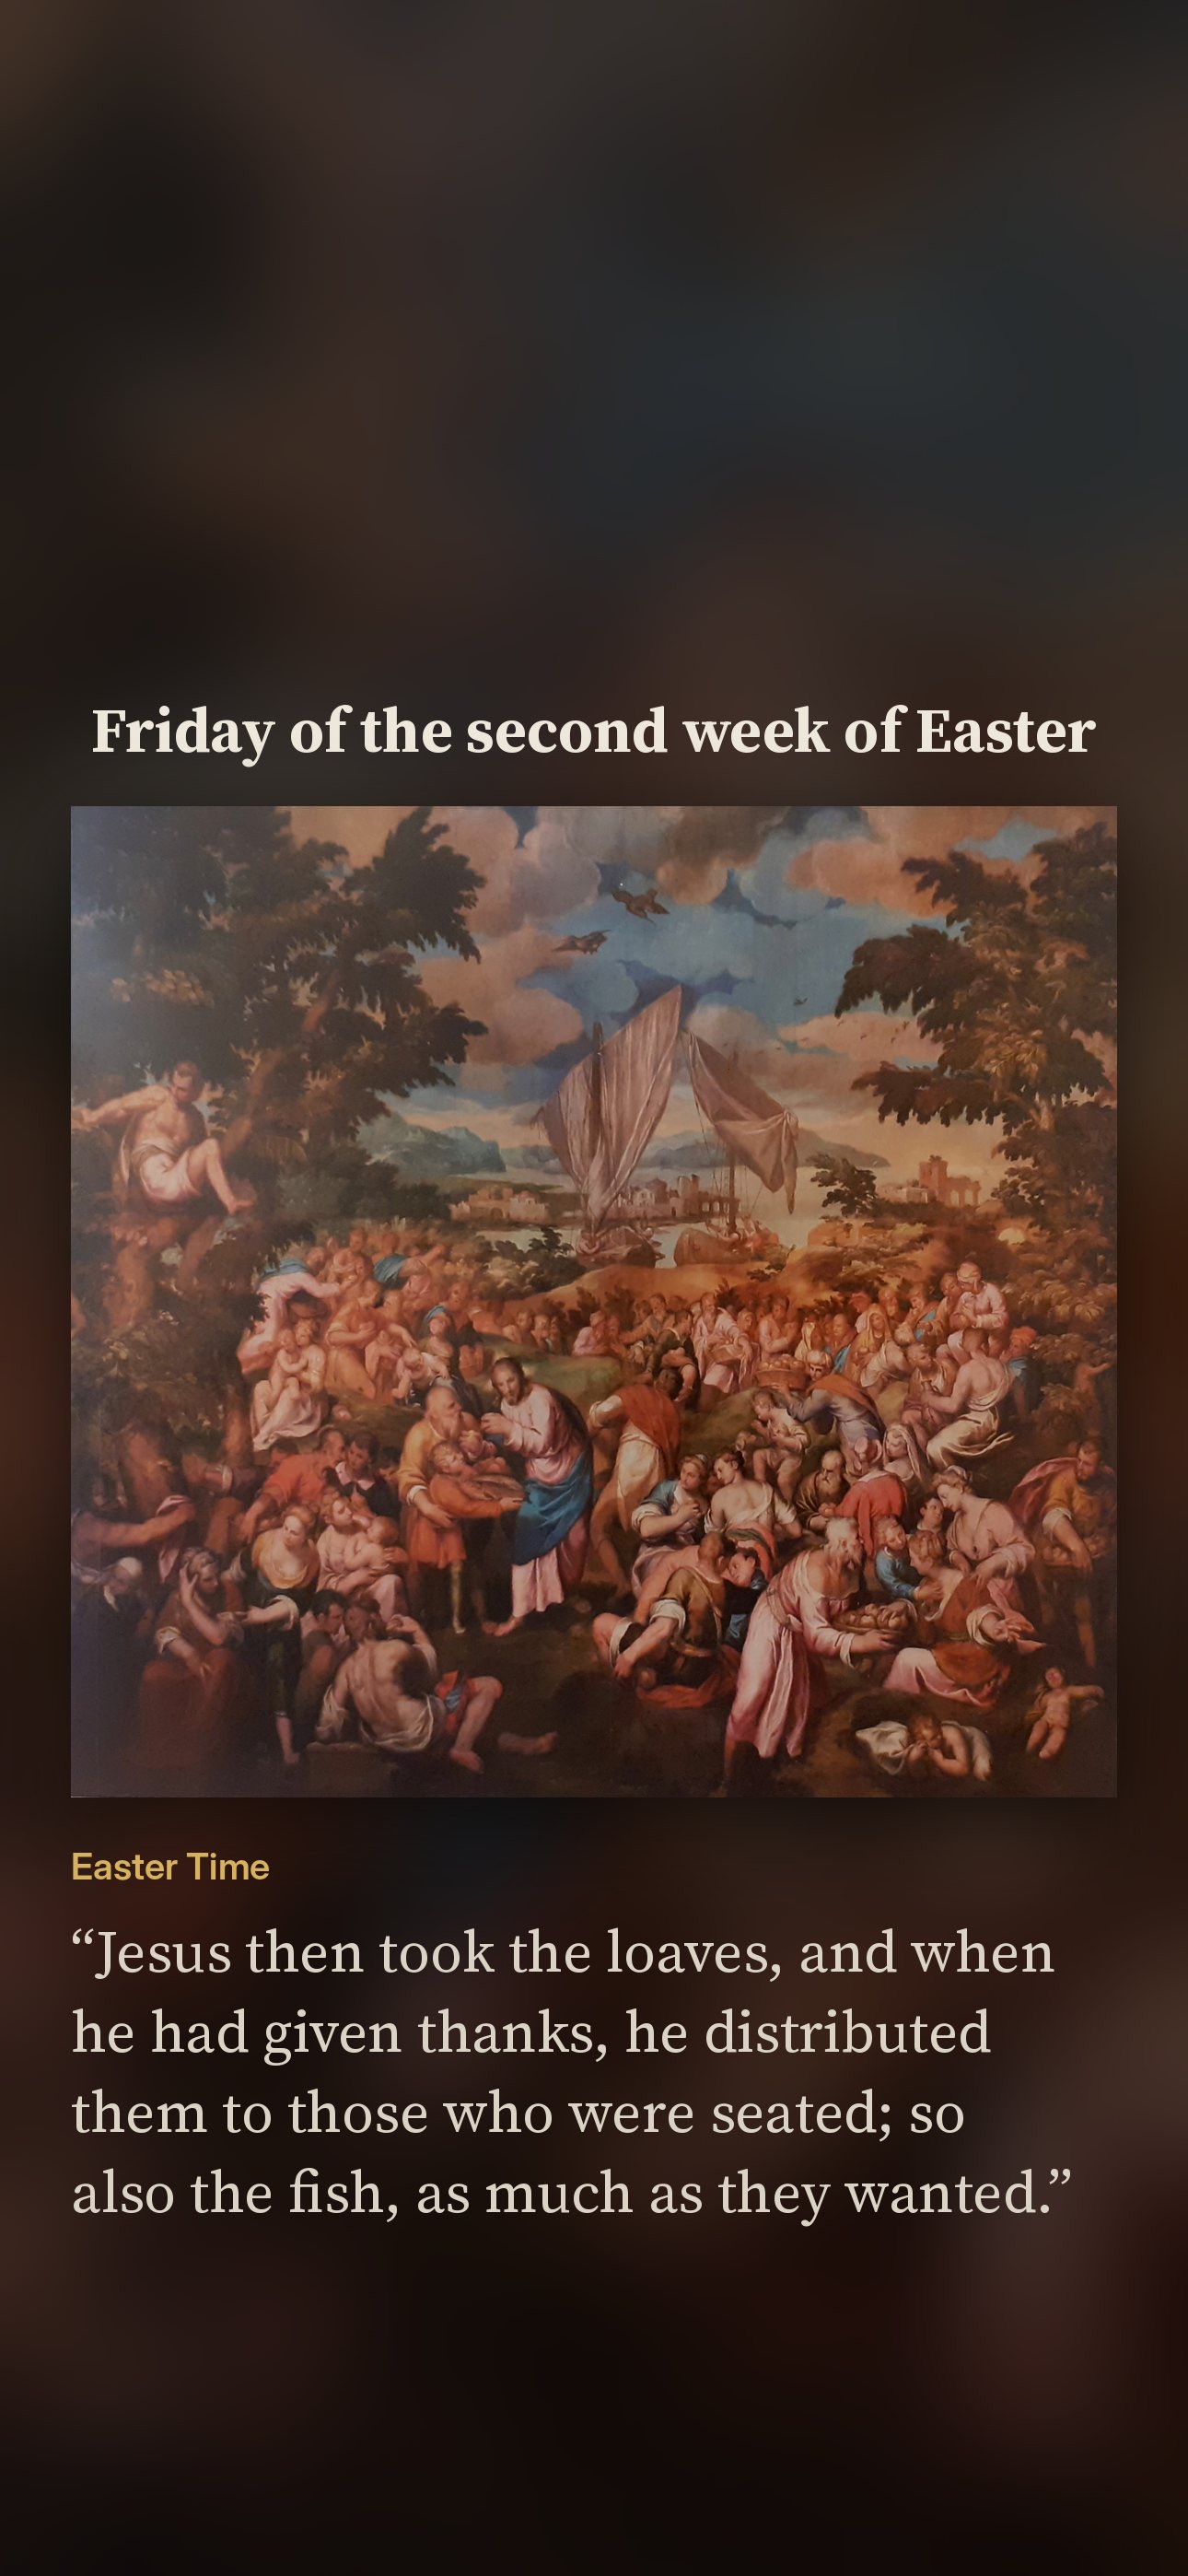 Friday of the second week of Easter
Easter Time
“Jesus then took the loaves, and when
he had given thanks, he distributed
them to those who were seated; so
also the fish, as much as they wanted.”